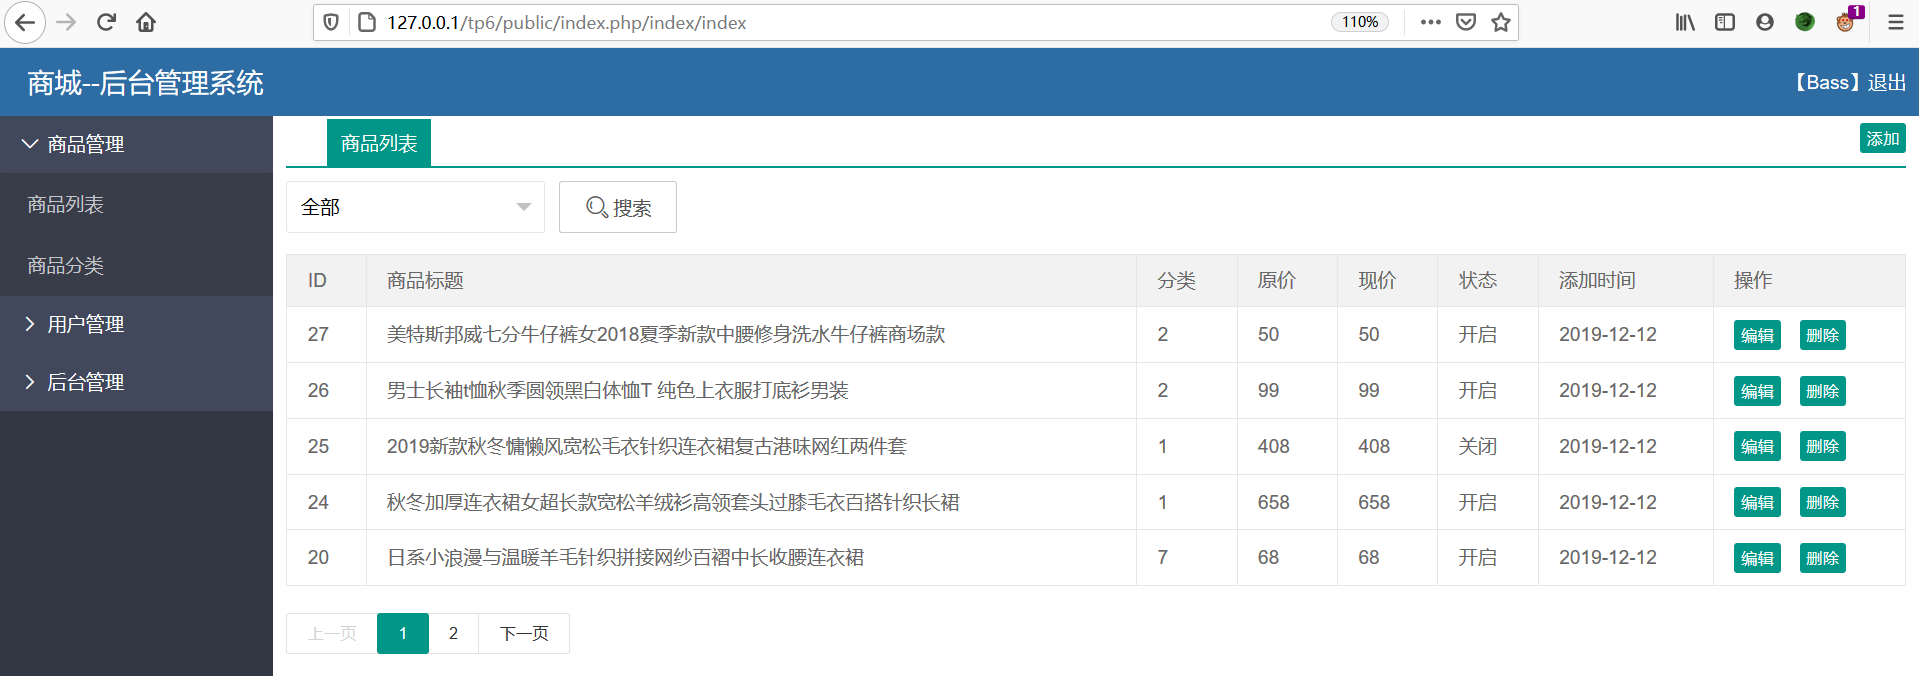 127.0.0.1/tp6/public/index.php/index/index 110% 1
商城--后台管理系统 【Bass】退出
商品管理
商品列表
商品分类
用户管理
后台管理
商品列表 添加
全部 搜索
ID 商品标题 分类 原价 现价 状态 添加时间 操作
27 美特斯邦威七分牛仔裤女2018夏季新款中腰修身洗水牛仔裤商场款 2 50 50 开启 2019-12-12 编辑 删除
26 男士长袖t恤秋季圆领黑白体恤T 纯色上衣服打底衫男装 2 99 99 开启 2019-12-12 编辑 删除
25 2019新款秋冬慵懒风宽松毛衣针织连衣裙复古港味网红两件套 1 408 408 关闭 2019-12-12 编辑 删除
24 秋冬加厚连衣裙女超长款宽松羊绒衫高领套头过膝毛衣百搭针织长裙 1 658 658 开启 2019-12-12 编辑 删除
20 日系小浪漫与温暖羊毛针织拼接网纱百褶中长收腰连衣裙 7 68 68 开启 2019-12-12 编辑 删除
上一页 1 2 下一页